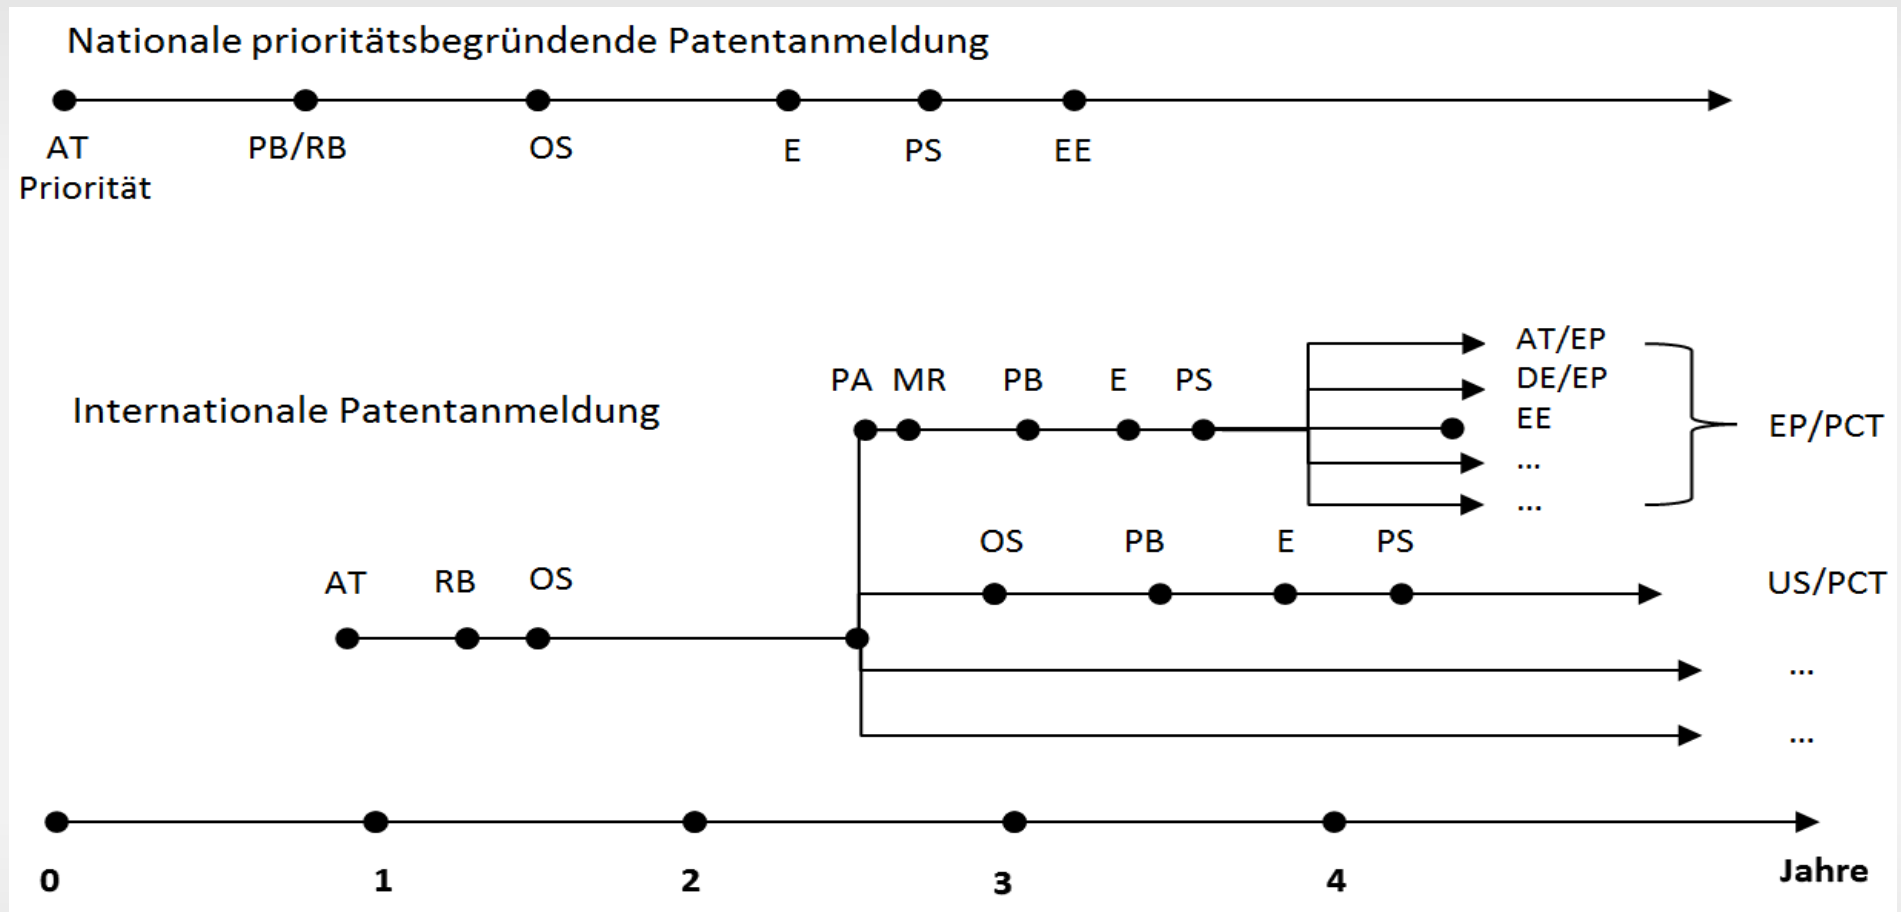 Nationale prioritätsbegründende Patentanmeldung
AT PB/RB OS E PS EE
Priorität
AT/EP
PA MR PB E PS DE/EP
Internationale Patentanmeldung EE EP/PCT
...
...
OS PB E PS
AT RB OS US/PCT
...
...
0 1 2 3 4 Jahre